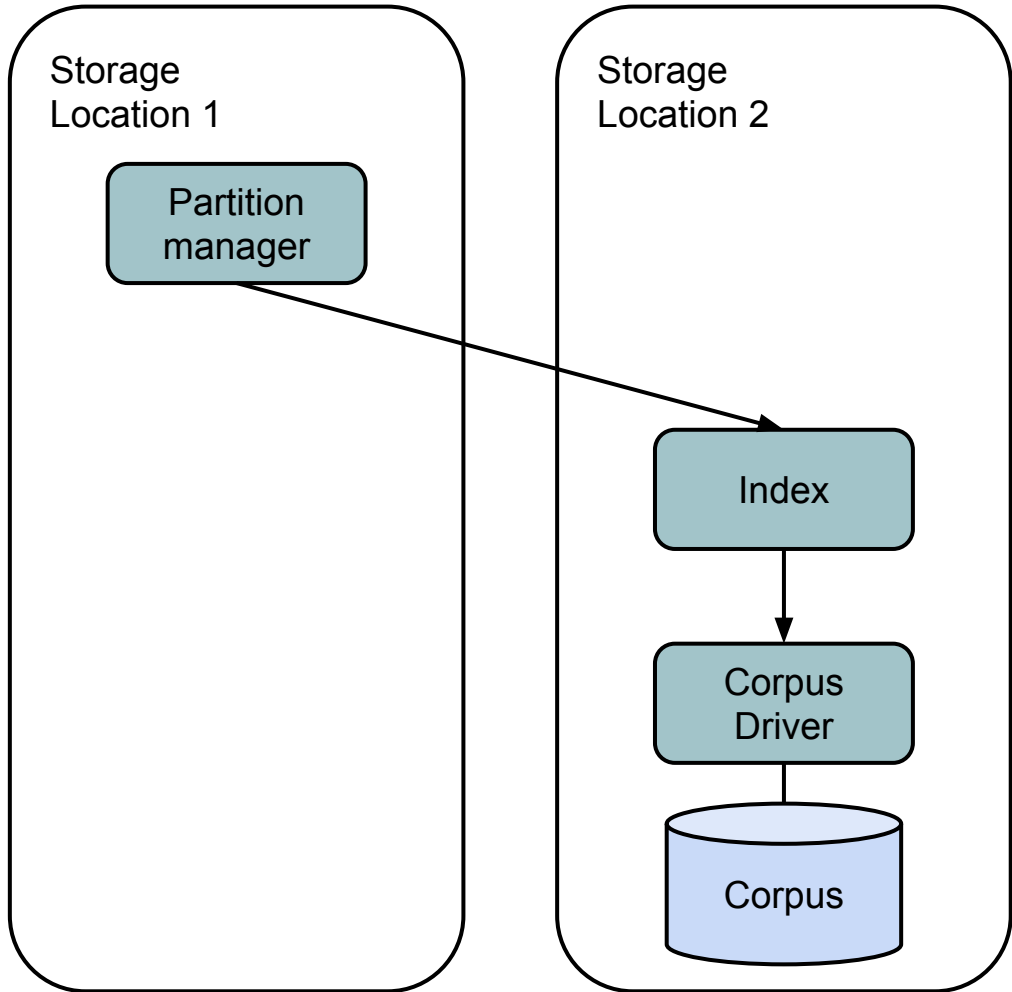 Storage
Location 1
Storage
Location 2
Partition
manager
Index
Corpus
Driver
Corpus